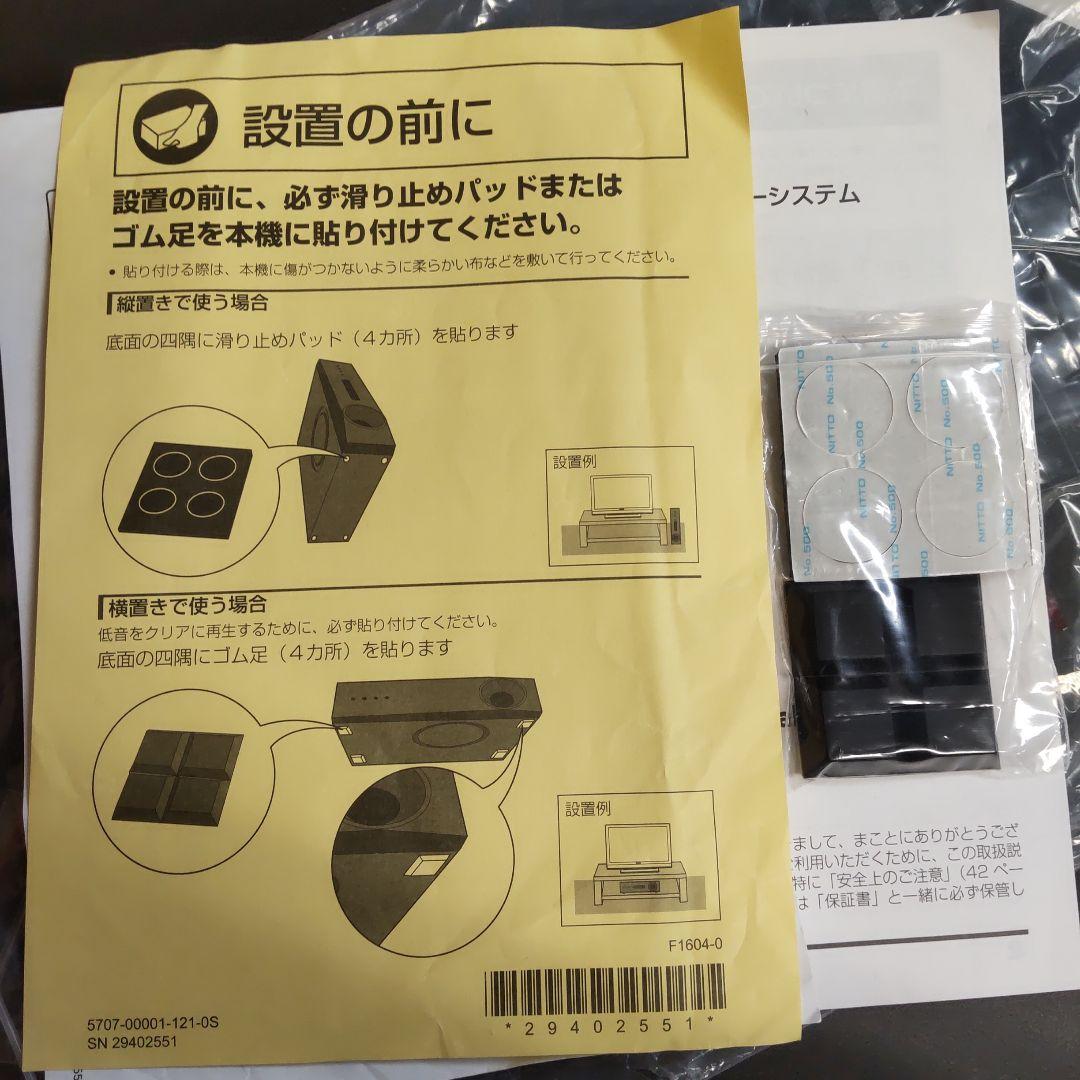 設置の前に
設置の前に、必ず滑り止めパッドまたは
ゴム足を本機に貼り付けてください。
• 貼り付ける際は、本機に傷がつかないように柔らかい布などを敷いて行ってください。
縦置きで使う場合
底面の四隅に滑り止めパッド（4カ所）を貼ります
設置例
横置きで使う場合
低音をクリアに再生するために、必ず貼り付けてください。
底面の四隅にゴム足（4カ所）を貼ります
設置例
F1604-0
*29402551*
5707-00001-121-0S
SN 29402551
ーシステム
NITTO No.500
NITTO No.500
NITTO No.500
NITTO No.500
NITTO No.500
No.500
まして、まことにありがとうござ
利用いただくために、この取扱説
特に「安全上のご注意」（42 ペー
は「保証書」と一緒に必ず保管し